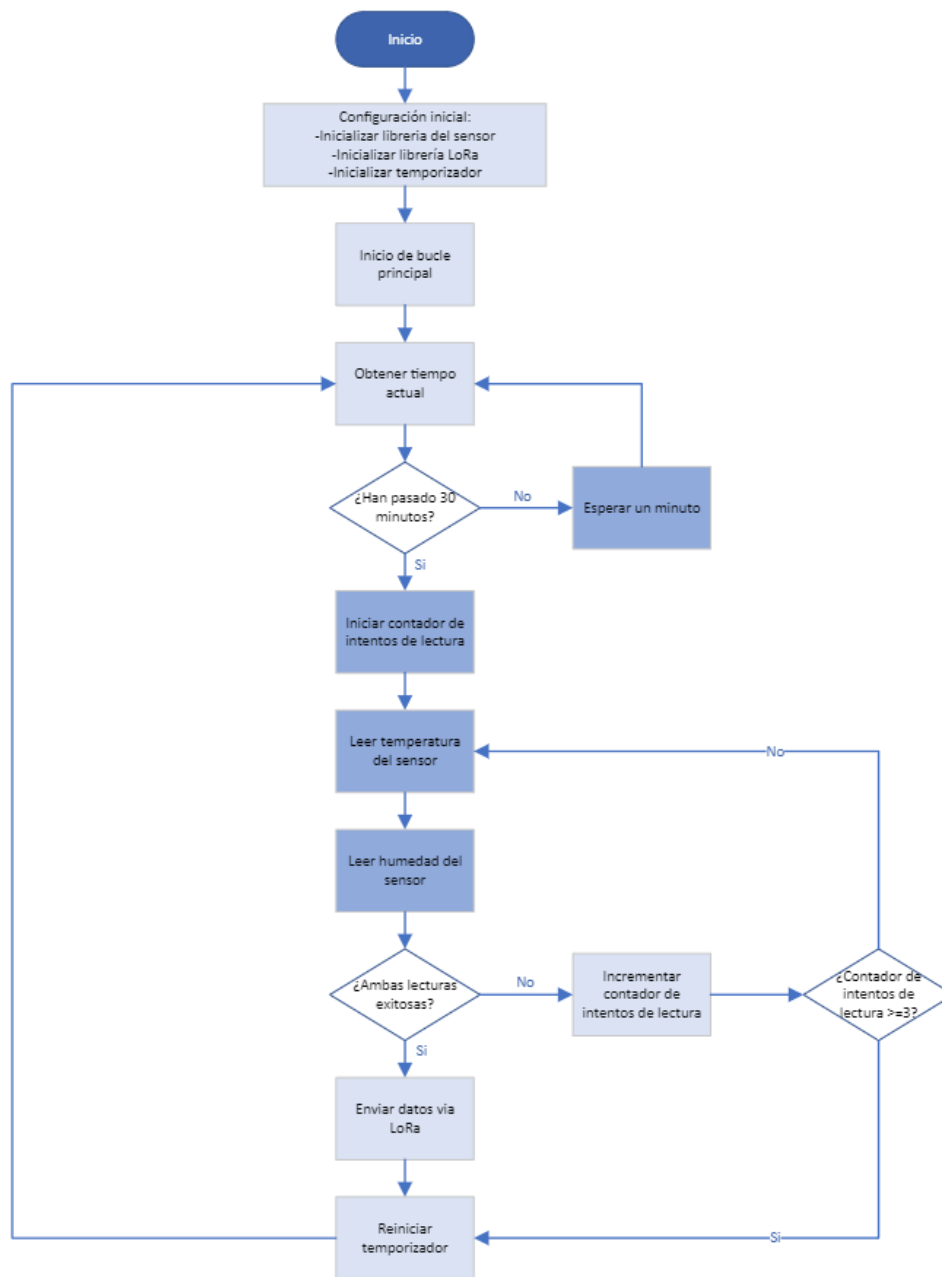 Inicio
Configuración inicial:
-Inicializar libreria del sensor
-Inicializar librería LoRa
-Inicializar temporizador
Inicio de bucle
principal
Obtener tiempo
actual
¿Han pasado 30
minutos?
No
Esperar un minuto
Si
Iniciar contador de
intentos de lectura
Leer temperatura
del sensor
No
Leer humedad del
sensor
¿Ambas lecturas
exitosas?
No
Incrementar
contador de
intentos de lectura
¿Contador de
intentos de
lectura >=3?
Si
Enviar datos via
LoRa
Reiniciar
temporizador
Si